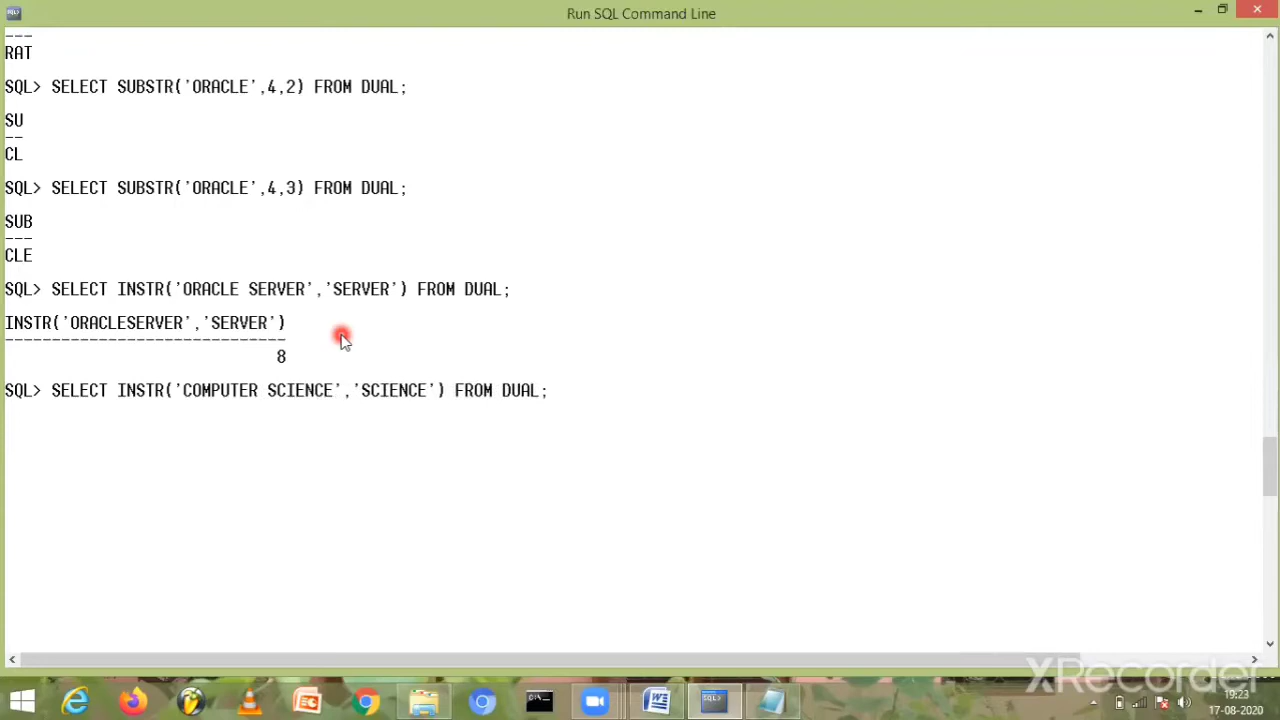 Run SQL Command Line
---
RAT
SQL> SELECT SUBSTR('ORACLE',4,2) FROM DUAL;
SU
--
CL
SQL> SELECT SUBSTR('ORACLE',4,3) FROM DUAL;
SUB
---
CLE
SQL> SELECT INSTR('ORACLE SERVER','SERVER') FROM DUAL;
INSTR('ORACLESERVER','SERVER')
------------------------------
8
SQL> SELECT INSTR('COMPUTER SCIENCE','SCIENCE') FROM DUAL;
XRecorder
19:23
17-08-2020